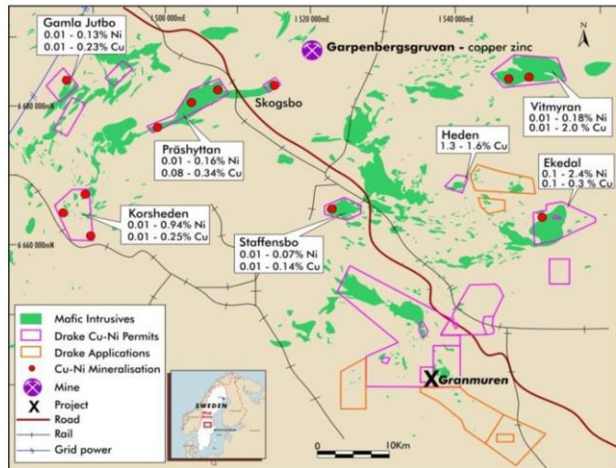 Gamla Jutbo
0.01 - 0.13% Ni
0.01 - 0.23% Cu
1 500 000mE
1 520 000mE
1 540 000mE
N
Garpenbergsgruvan - copper zinc
6 680 000mN
Skogsbo
Vitmyran
0.01 - 0.18% Ni
0.01 - 2.0 % Cu
Präshyttan
0.01 - 0.16% Ni
0.08 - 0.34% Cu
Heden
1.3 - 1.6% Cu
Ekedal
0.1 - 2.4% Ni
0.1 - 0.3 % Cu
Korsheden
0.01 - 0.94% Ni
0.01 - 0.25% Cu
6 660 000mN
Staffensbo
0.01 - 0.07% Ni
0.01 - 0.14% Cu
Mafic Intrusives
Drake Cu-Ni Permits
Drake Applications
Cu-Ni Mineralisation
Mine
X Project
Road
Rail
Grid power
SWEDEN
X Granmuren
0 10Km